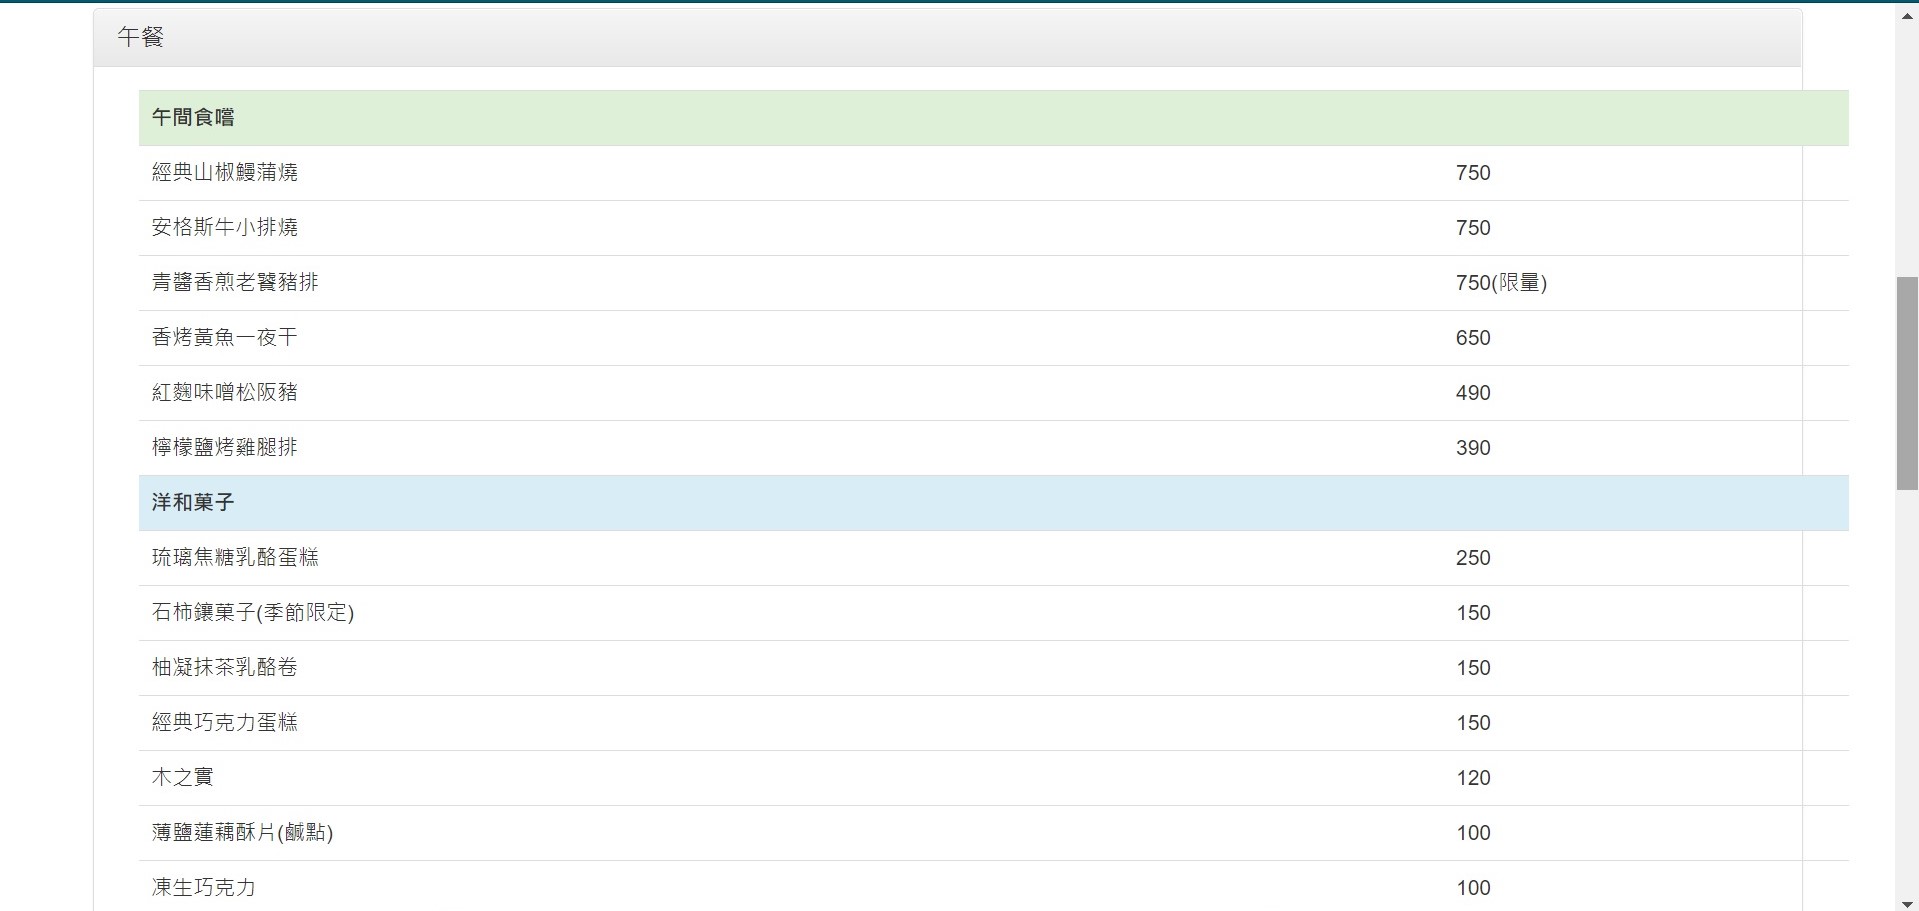 午餐
午間食嚐
經典山椒鰻蒲燒 750
安格斯牛小排燒 750
青醬香煎老饕豬排 750(限量)
香烤黃魚一夜干 650
紅麴味噌松阪豬 490
檸檬鹽烤雞腿排 390
洋和菓子
琉璃焦糖乳酪蛋糕 250
石柿鑲菓子(季節限定) 150
柚凝抹茶乳酪卷 150
經典巧克力蛋糕 150
木之實 120
薄鹽蓮藕酥片(鹹點) 100
凍生巧克力 100